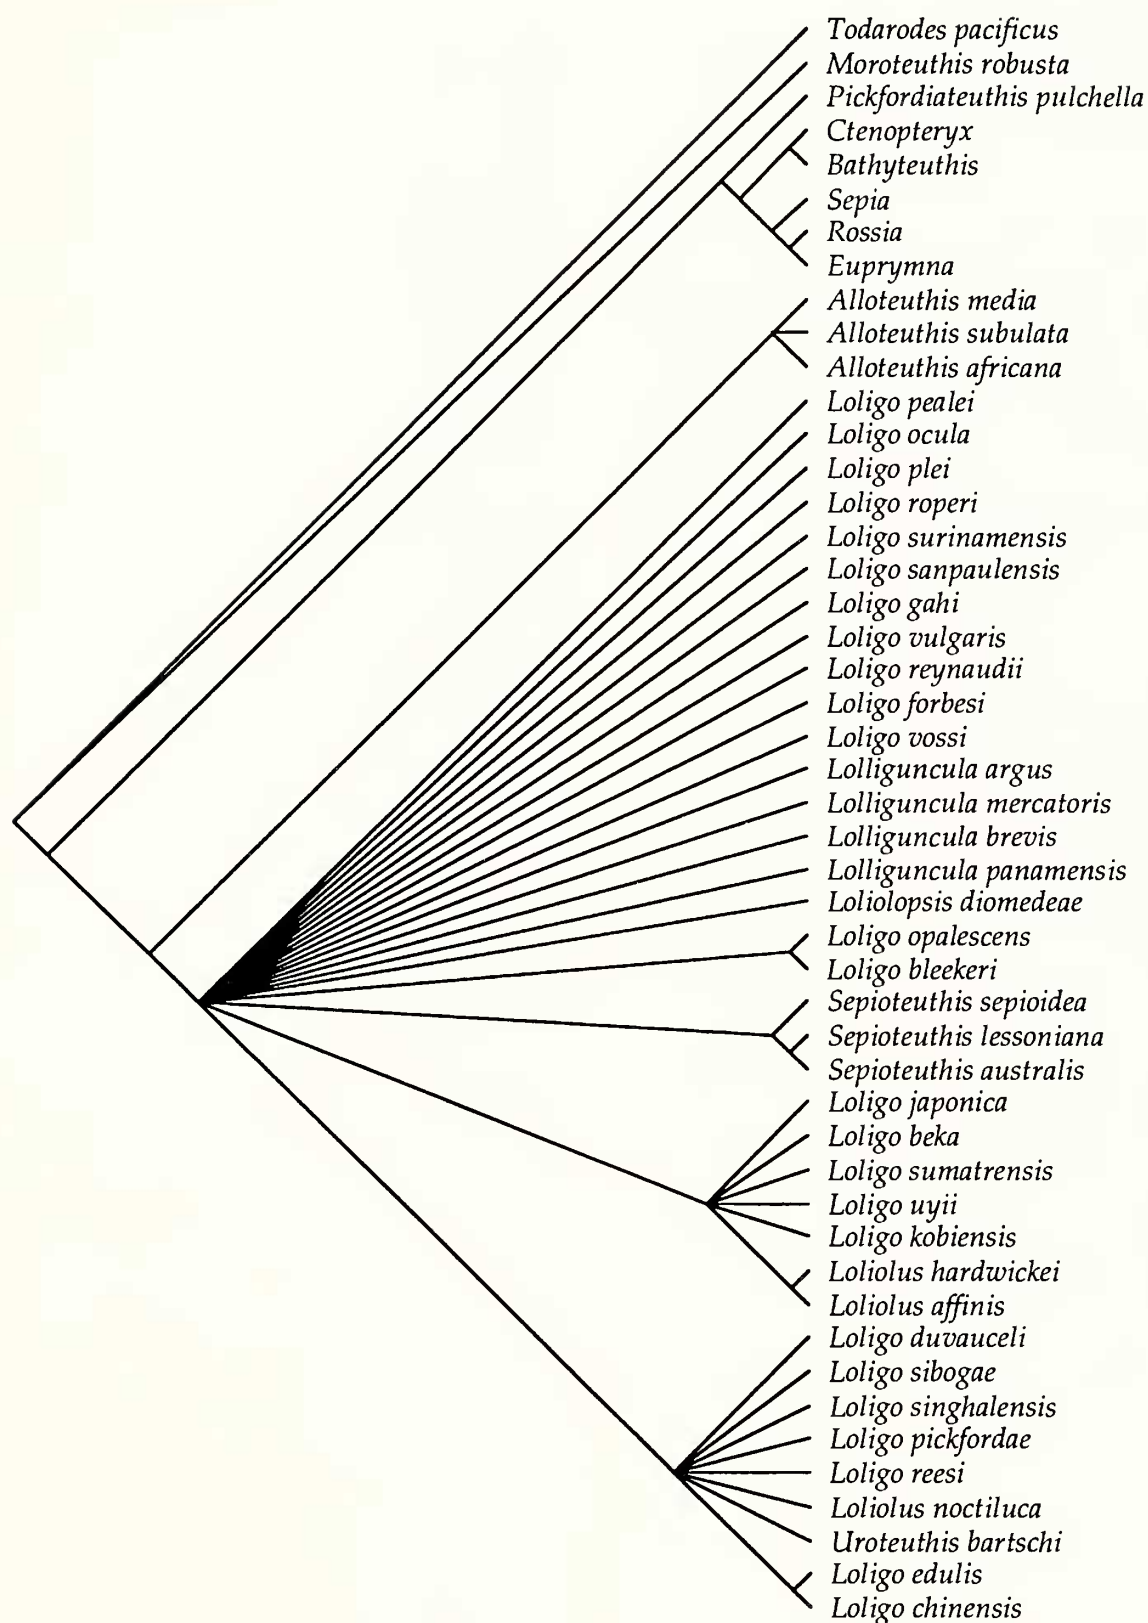 Todarodes pacificus
Moroteuthis robusta
Pickfordiateuthis pulchella
Ctenopteryx
Bathyteuthis
Sepia
Rossia
Euprymna
Alloteuthis media
Alloteuthis subulata
Alloteuthis africana
Loligo pealei
Loligo ocula
Loligo plei
Loligo roperi
Loligo surinamensis
Loligo sanpaulensis
Loligo gahi
Loligo vulgaris
Loligo reynaudii
Loligo forbesi
Loligo vossi
Lolliguncula argus
Lolliguncula mercatoris
Lolliguncula brevis
Lolliguncula panamensis
Loliolopsis diomedeae
Loligo opalescens
Loligo bleekeri
Sepioteuthis sepioidea
Sepioteuthis lessoniana
Sepioteuthis australis
Loligo japonica
Loligo beka
Loligo sumatrensis
Loligo uyii
Loligo kobiensis
Loliolus hardwickei
Loliolus affinis
Loligo duvauceli
Loligo sibogae
Loligo singhalensis
Loligo pickfordae
Loligo reesi
Loliolus noctiluca
Uroteuthis bartschi
Loligo edulis
Loligo chinensis